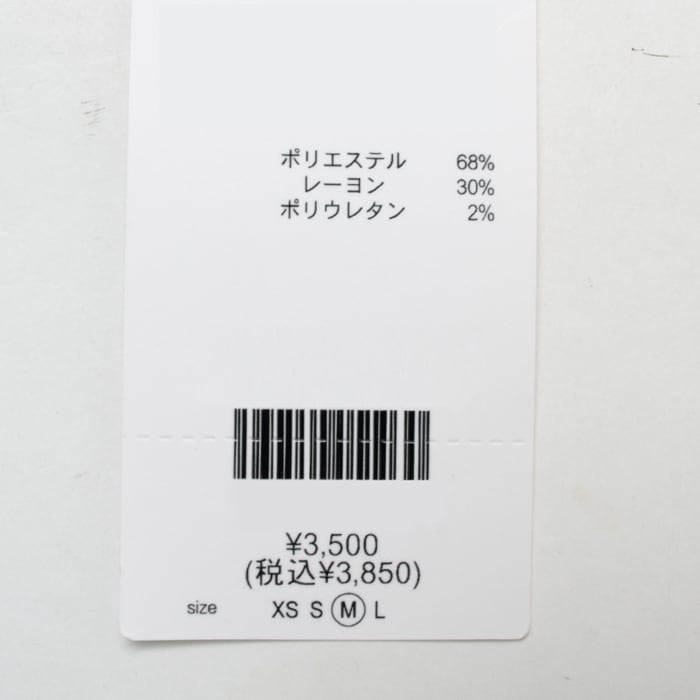 ポリエステル 68%
レーヨン 30%
ポリウレタン 2%
¥3,500
(税込¥3,850)
size XS S M L